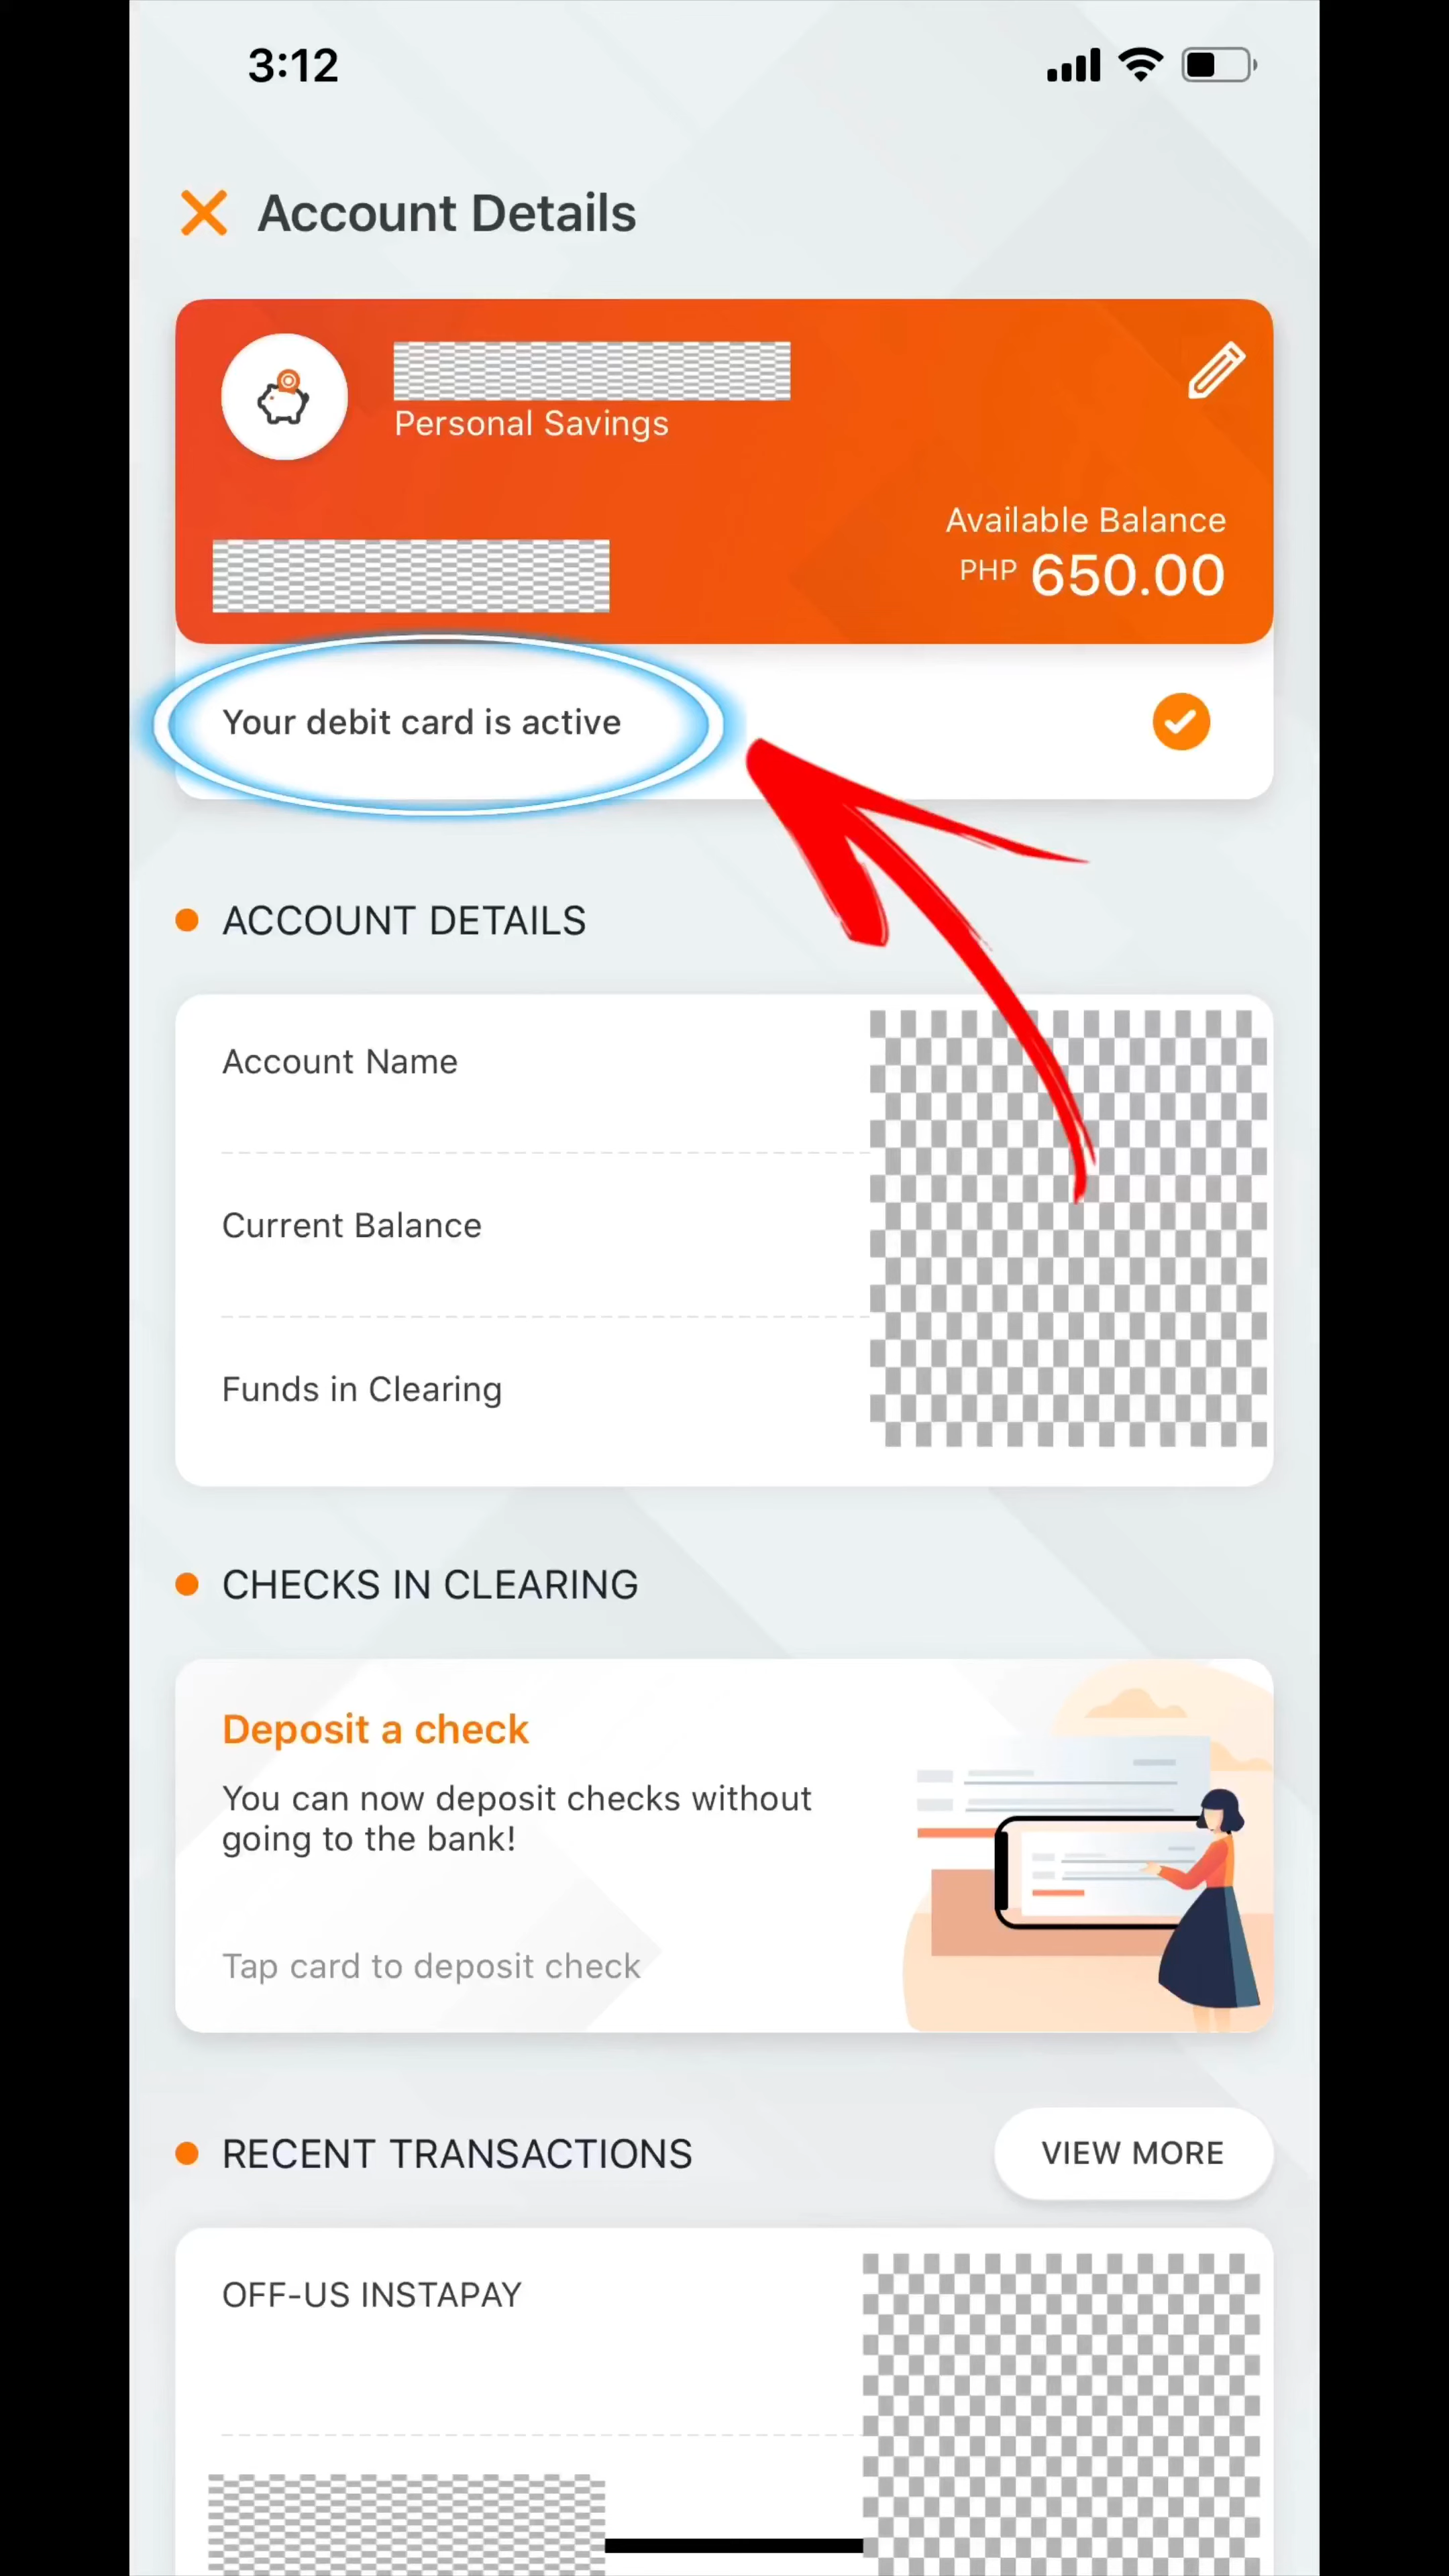 3:12
Account Details
Personal Savings
Available Balance
PHP 650.00
Your debit card is active
ACCOUNT DETAILS
Account Name
Current Balance
Funds in Clearing
CHECKS IN CLEARING
Deposit a check
You can now deposit checks without
going to the bank!
Tap card to deposit check
RECENT TRANSACTIONS
VIEW MORE
OFF-US INSTAPAY